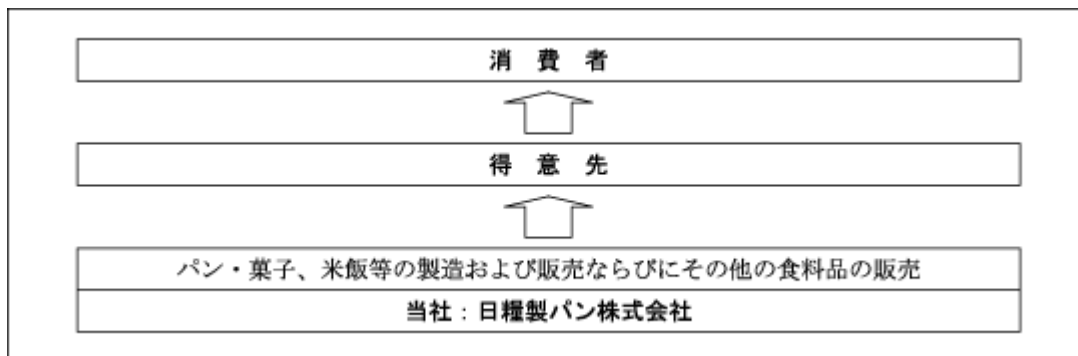 消 費 者
得 意 先
パン・菓子、米飯等の製造および販売ならびにその他の食料品の販売
当社：日糧製パン株式会社